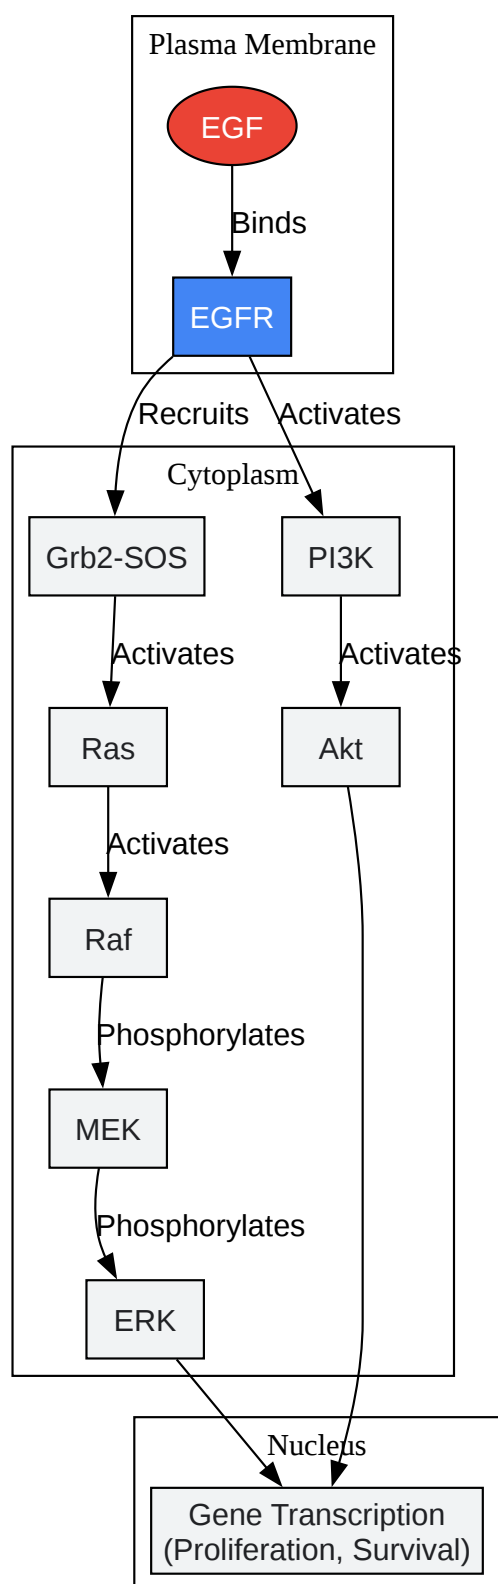 Plasma Membrane
EGF
Binds
EGFR
Recruits
Activates
Cytoplasm
Grb2-SOS
PI3K
Activates
Activates
Ras
Akt
Activates
Raf
Phosphorylates
MEK
Phosphorylates
ERK
Nucleus
Gene Transcription
(Proliferation, Survival)